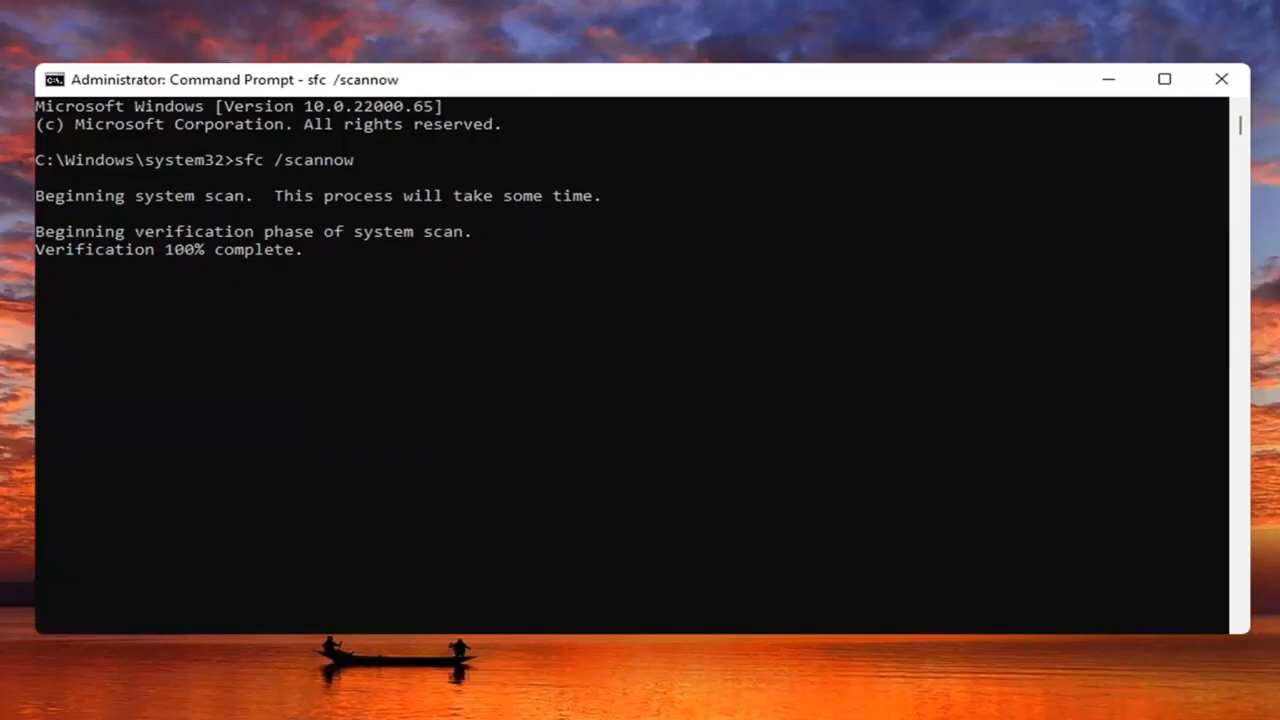 Administrator: Command Prompt - sfc  /scannow
Microsoft Windows [Version 10.0.22000.65]
(c) Microsoft Corporation. All rights reserved.
C:\Windows\system32>sfc /scannow
Beginning system scan.  This process will take some time.
Beginning verification phase of system scan.
Verification 100% complete.